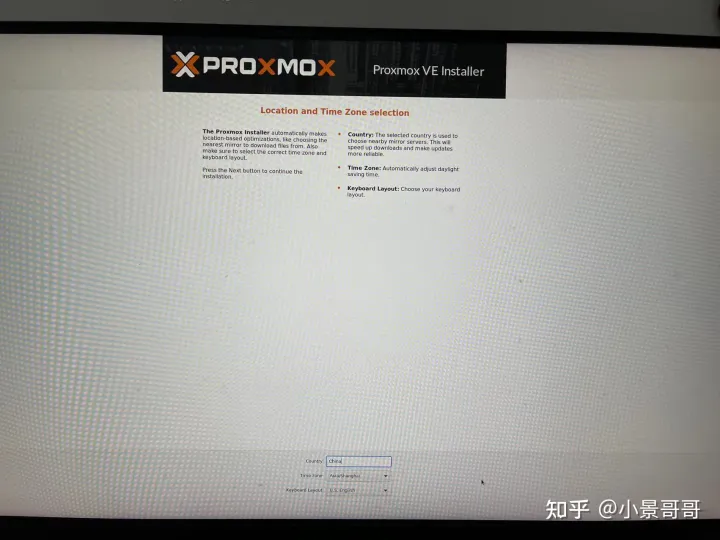 PROXMOX
Proxmox VE Installer
Location and Time Zone selection
The Proxmox Installer automatically makes
location-based optimizations, like choosing the
nearest mirror to download files from. Also
make sure to select the correct time zone and
keyboard layout.
Press the Next button to continue the
installation.
Country: The selected country is used to
choose nearby mirror servers. This will
speed up downloads and make updates
more reliable.
Time Zone: Automatically adjust daylight
saving time.
Keyboard Layout: Choose your keyboard
layout.
Country China
Time zone Asia/Shanghai
Keyboard Layout U.S. English
知乎 @小景哥哥